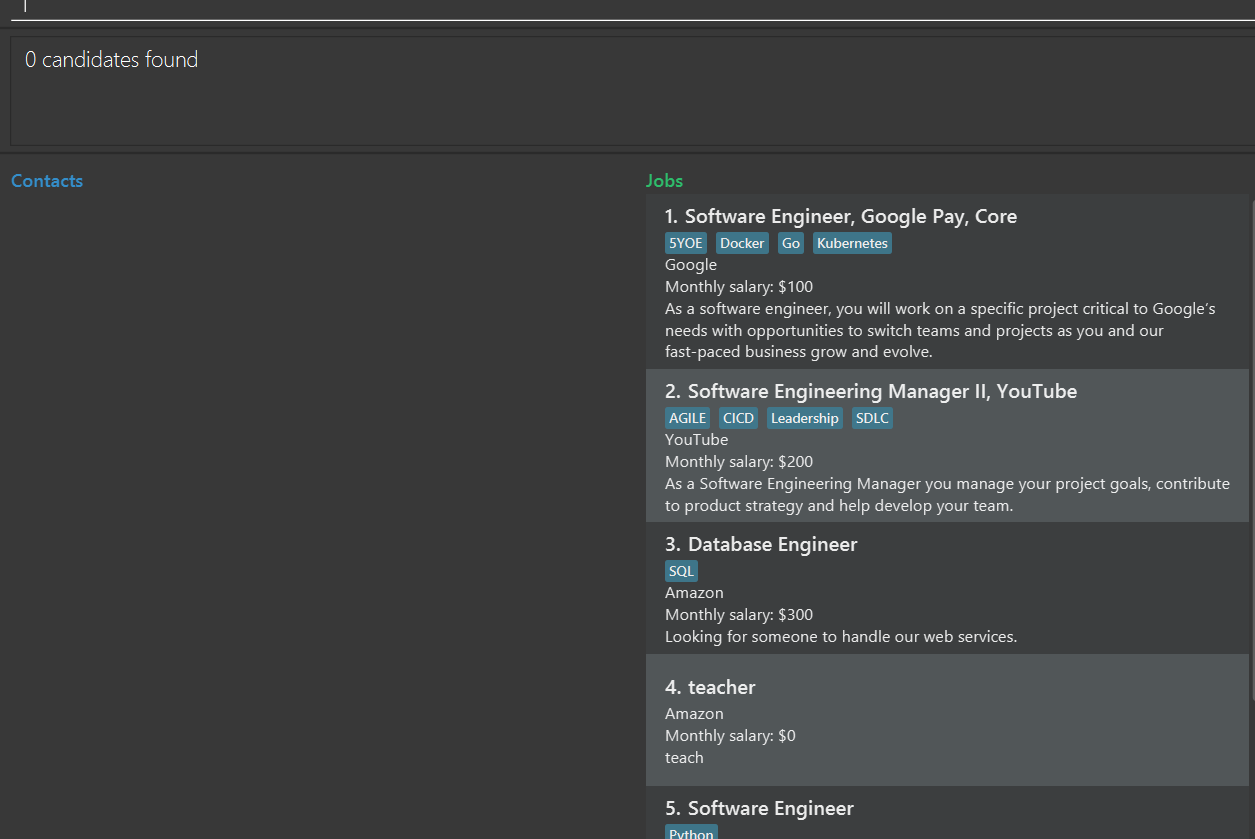 0 candidates found
Contacts
Jobs
1. Software Engineer, Google Pay, Core
5YOE Docker Go Kubernetes
Google
Monthly salary: $100
As a software engineer, you will work on a specific project critical to Google’s
needs with opportunities to switch teams and projects as you and our
fast-paced business grow and evolve.
2. Software Engineering Manager II, YouTube
AGILE CICD Leadership SDLC
YouTube
Monthly salary: $200
As a Software Engineering Manager you manage your project goals, contribute
to product strategy and help develop your team.
3. Database Engineer
SQL
Amazon
Monthly salary: $300
Looking for someone to handle our web services.
4. teacher
Amazon
Monthly salary: $0
teach
5. Software Engineer
Python